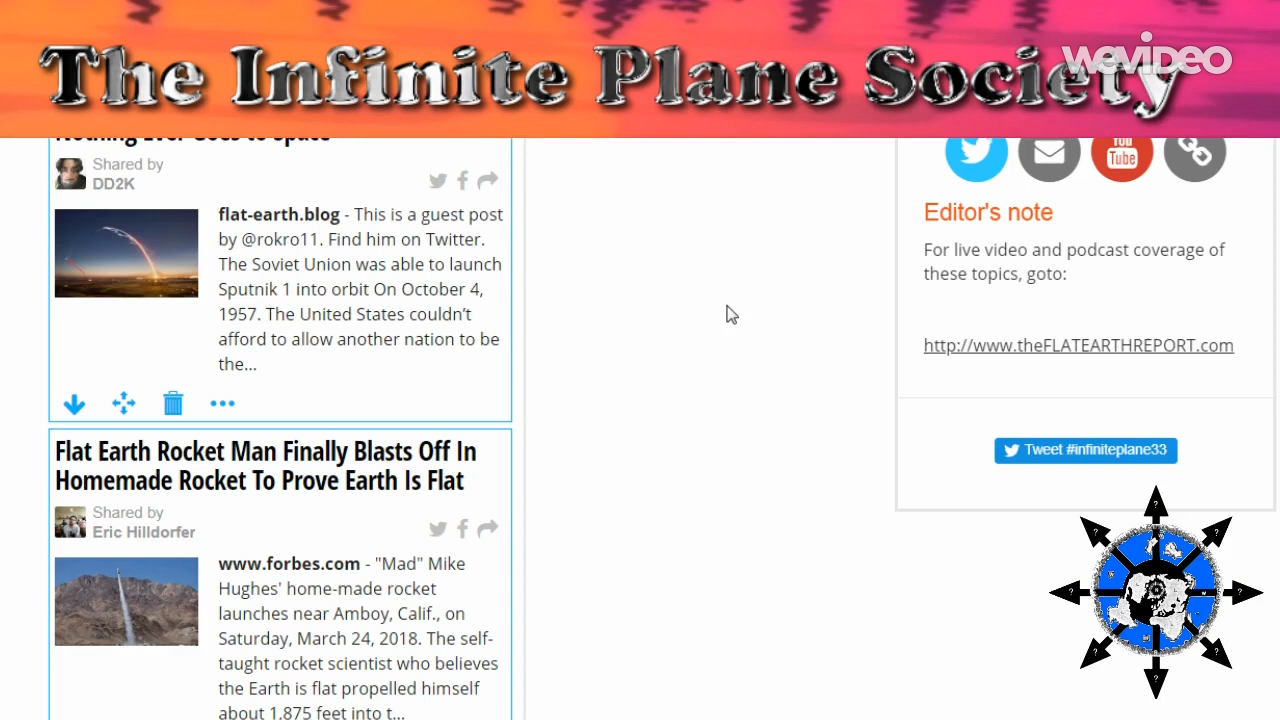 The Infinite Plane Society
wevideo
Nothing Ever Goes to Space
Shared by
DD2K
flat-earth.blog - This is a guest post
by @rokro11. Find him on Twitter.
The Soviet Union was able to launch
Sputnik 1 into orbit On October 4,
1957. The United States couldn't
afford to allow another nation to be
the...
Flat Earth Rocket Man Finally Blasts Off In
Homemade Rocket To Prove Earth Is Flat
Shared by
Eric Hilldorfer
www.forbes.com - "Mad" Mike
Hughes' home-made rocket
launches near Amboy, Calif., on
Saturday, March 24, 2018. The self-
taught rocket scientist who believes
the Earth is flat propelled himself
about 1,875 feet into t...
You
Tube
Editor's note
For live video and podcast coverage of
these topics, goto:
http://www.theFLATEARTHREPORT.com
Tweet #infiniteplane33
? ? ? ? ? ? ? ?